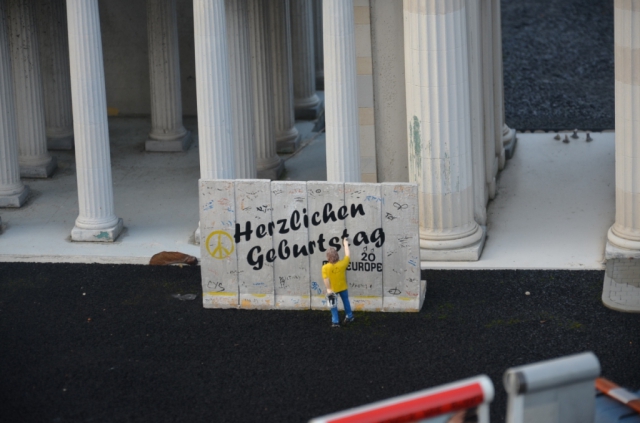 Herzlichen
Geburtstag
20
EUROPE